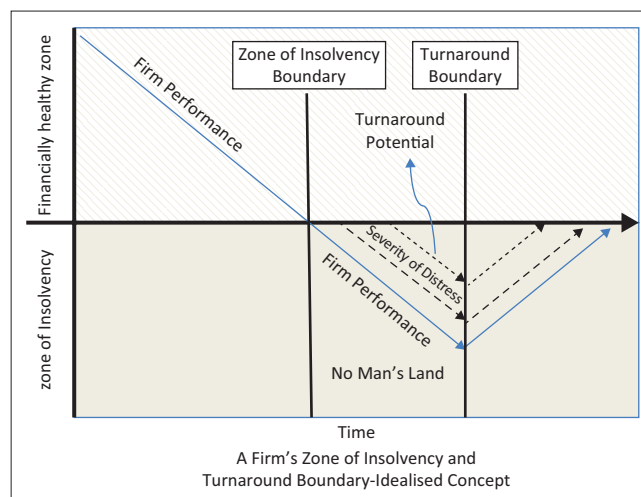 Zone of Insolvency
Boundary
Turnaround
Boundary
Financially healthy zone
Firm Performance
Turnaround
Potential
Severity of Distress
Firm Performance
zone of Insolvency
No Man's Land
Time
A Firm's Zone of Insolvency and
Turnaround Boundary-Idealised Concept